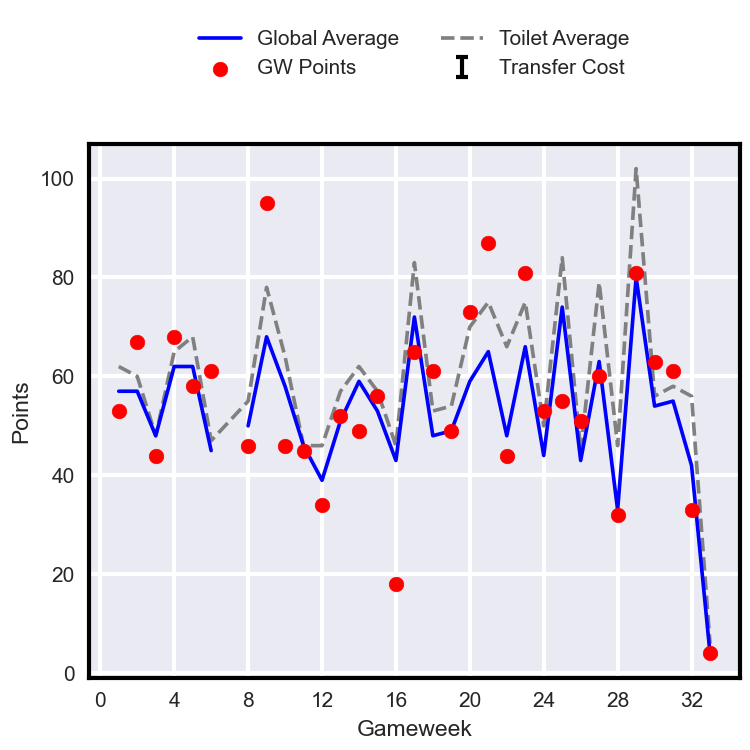 Global Average
Toilet Average
GW Points
Transfer Cost
100
80
60
40
20
0
Points
0 4 8 12 16 20 24 28 32
Gameweek